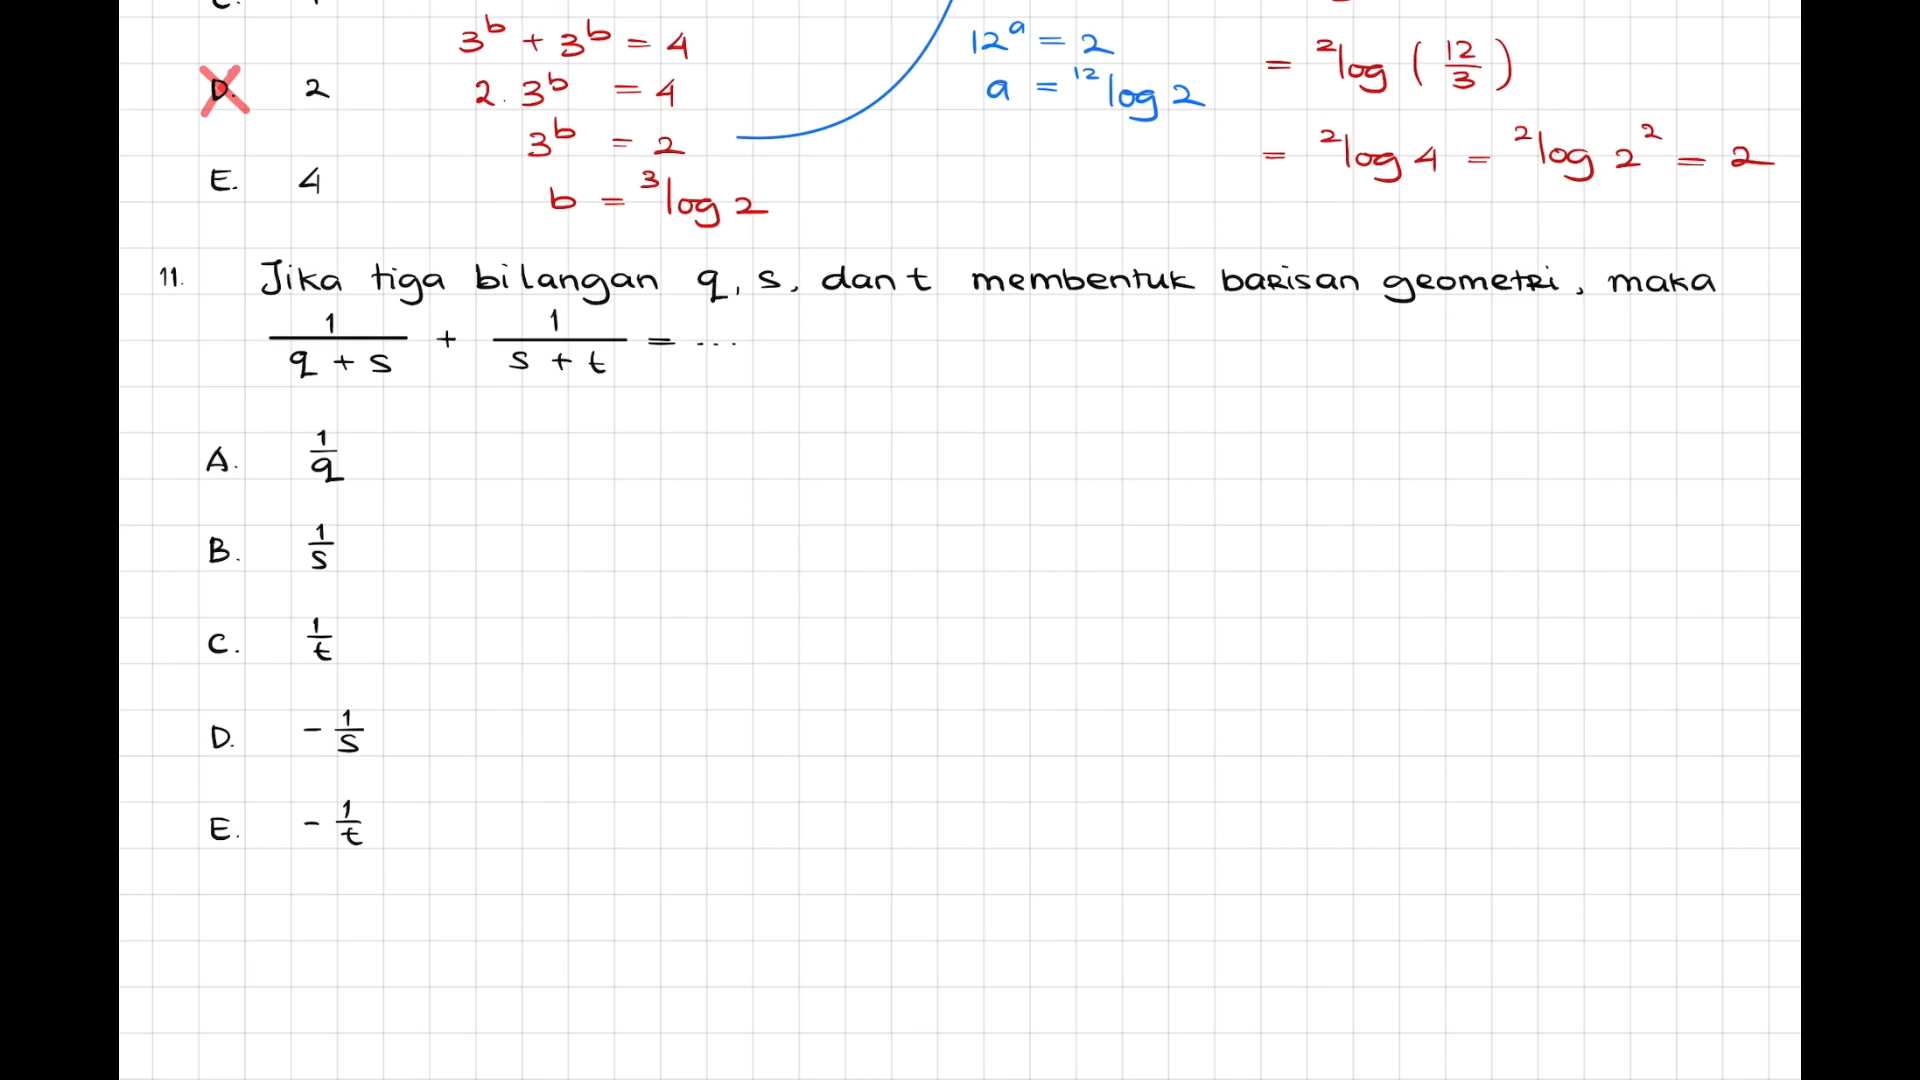 3^b + 3^b = 4
D. 2
2 . 3^b = 4
3^b = 2
E. 4
b = ³log 2
12^a = 2
a = ¹²log 2
= ²log (12/3)
= ²log 4 = ²log 2² = 2
11. Jika tiga bilangan q, s, dan t membentuk barisan geometri, maka
1/(q + s) + 1/(s + t) = ...
A. 1/q
B. 1/s
C. 1/t
D. - 1/s
E. - 1/t